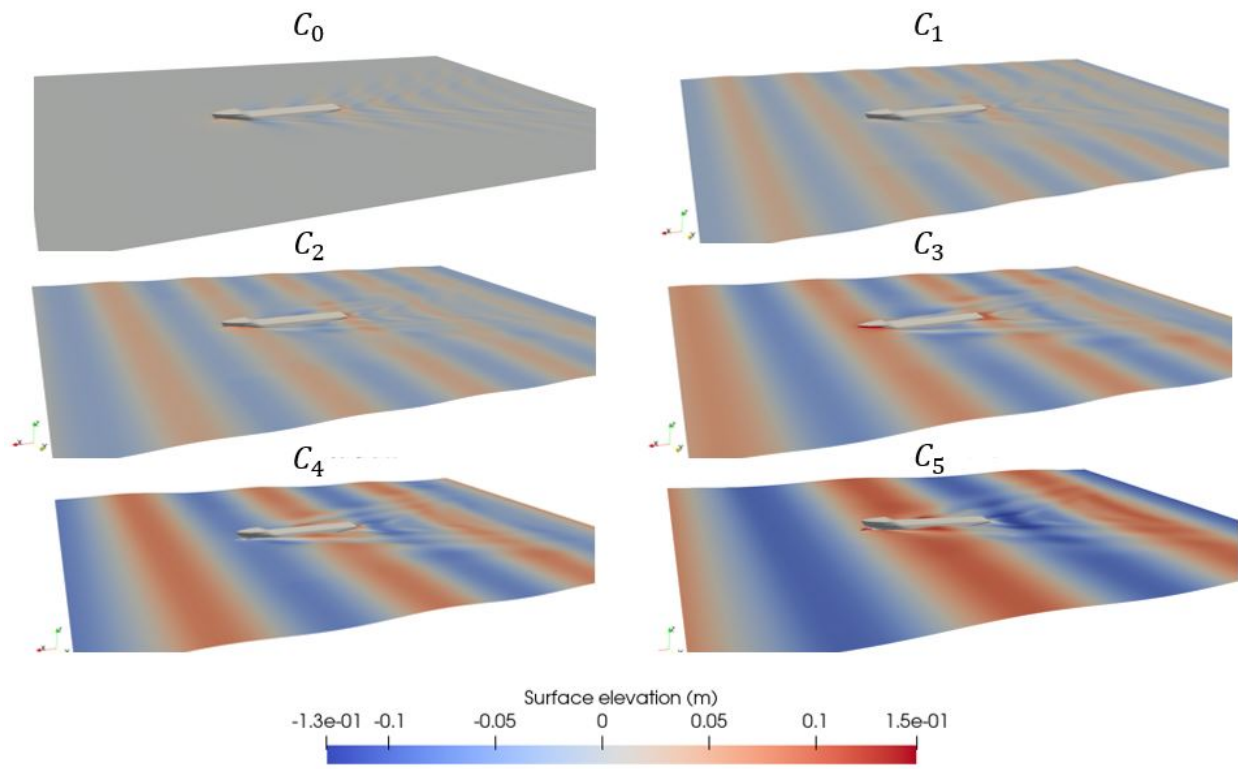 C₀ C₁
C₂ C₃
C₄ C₅
Surface elevation (m)
-1.3e-01 -0.1 -0.05 0 0.05 0.1 1.5e-01